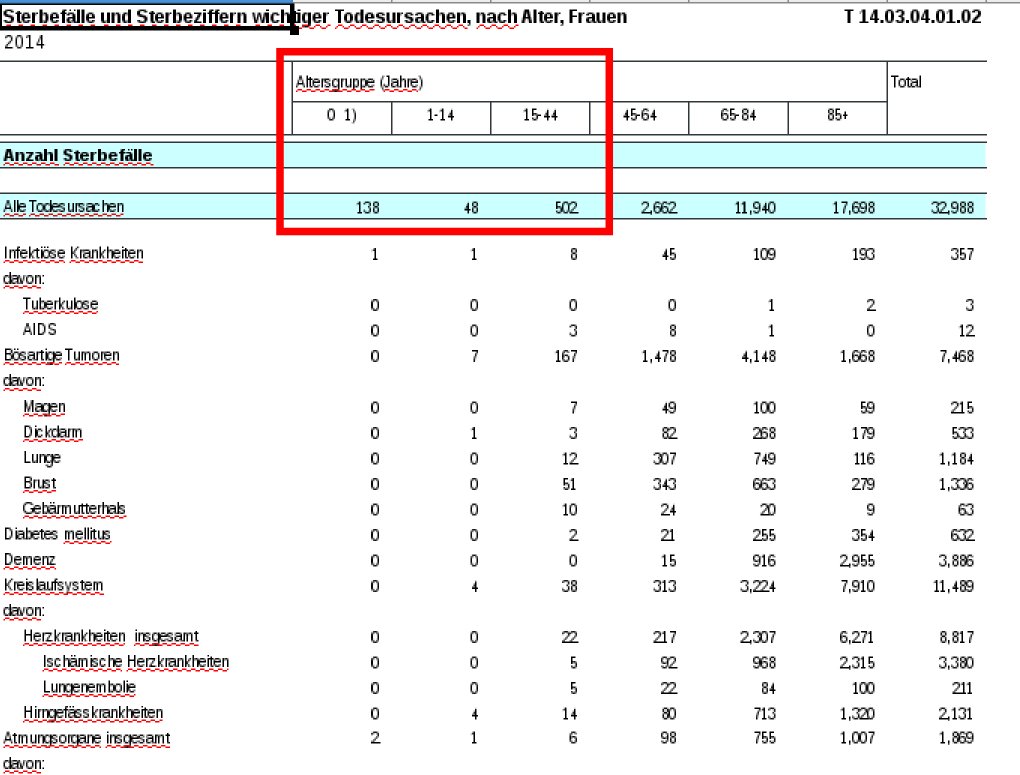 Sterbefälle und Sterbeziffern wichtiger Todesursachen, nach Alter, Frauen T 14.03.04.01.02
2014
Altersgruppe (Jahre) Total
0 1) 1-14 15-44 45-64 65-84 85+
Anzahl Sterbefälle
Alle Todesursachen 138 48 502 2,662 11,940 17,698 32,988
Infektiöse Krankheiten 1 1 8 45 109 193 357
davon:
Tuberkulose 0 0 0 0 1 2 3
AIDS 0 0 3 8 1 0 12
Bösartige Tumoren 0 7 167 1,478 4,148 1,668 7,468
davon:
Magen 0 0 7 49 100 59 215
Dickdarm 0 1 3 82 268 179 533
Lunge 0 0 12 307 749 116 1,184
Brust 0 0 51 343 663 279 1,336
Gebärmutterhals 0 0 10 24 20 9 63
Diabetes mellitus 0 0 2 21 255 354 632
Demenz 0 0 0 15 916 2,955 3,886
Kreislaufsystem 0 4 38 313 3,224 7,910 11,489
davon:
Herzkrankheiten insgesamt 0 0 22 217 2,307 6,271 8,817
Ischämische Herzkrankheiten 0 0 5 92 968 2,315 3,380
Lungenembolie 0 0 5 22 84 100 211
Hirngefässkrankheiten 0 4 14 80 713 1,320 2,131
Atmungsorgane insgesamt 2 1 6 98 755 1,007 1,869
davon: